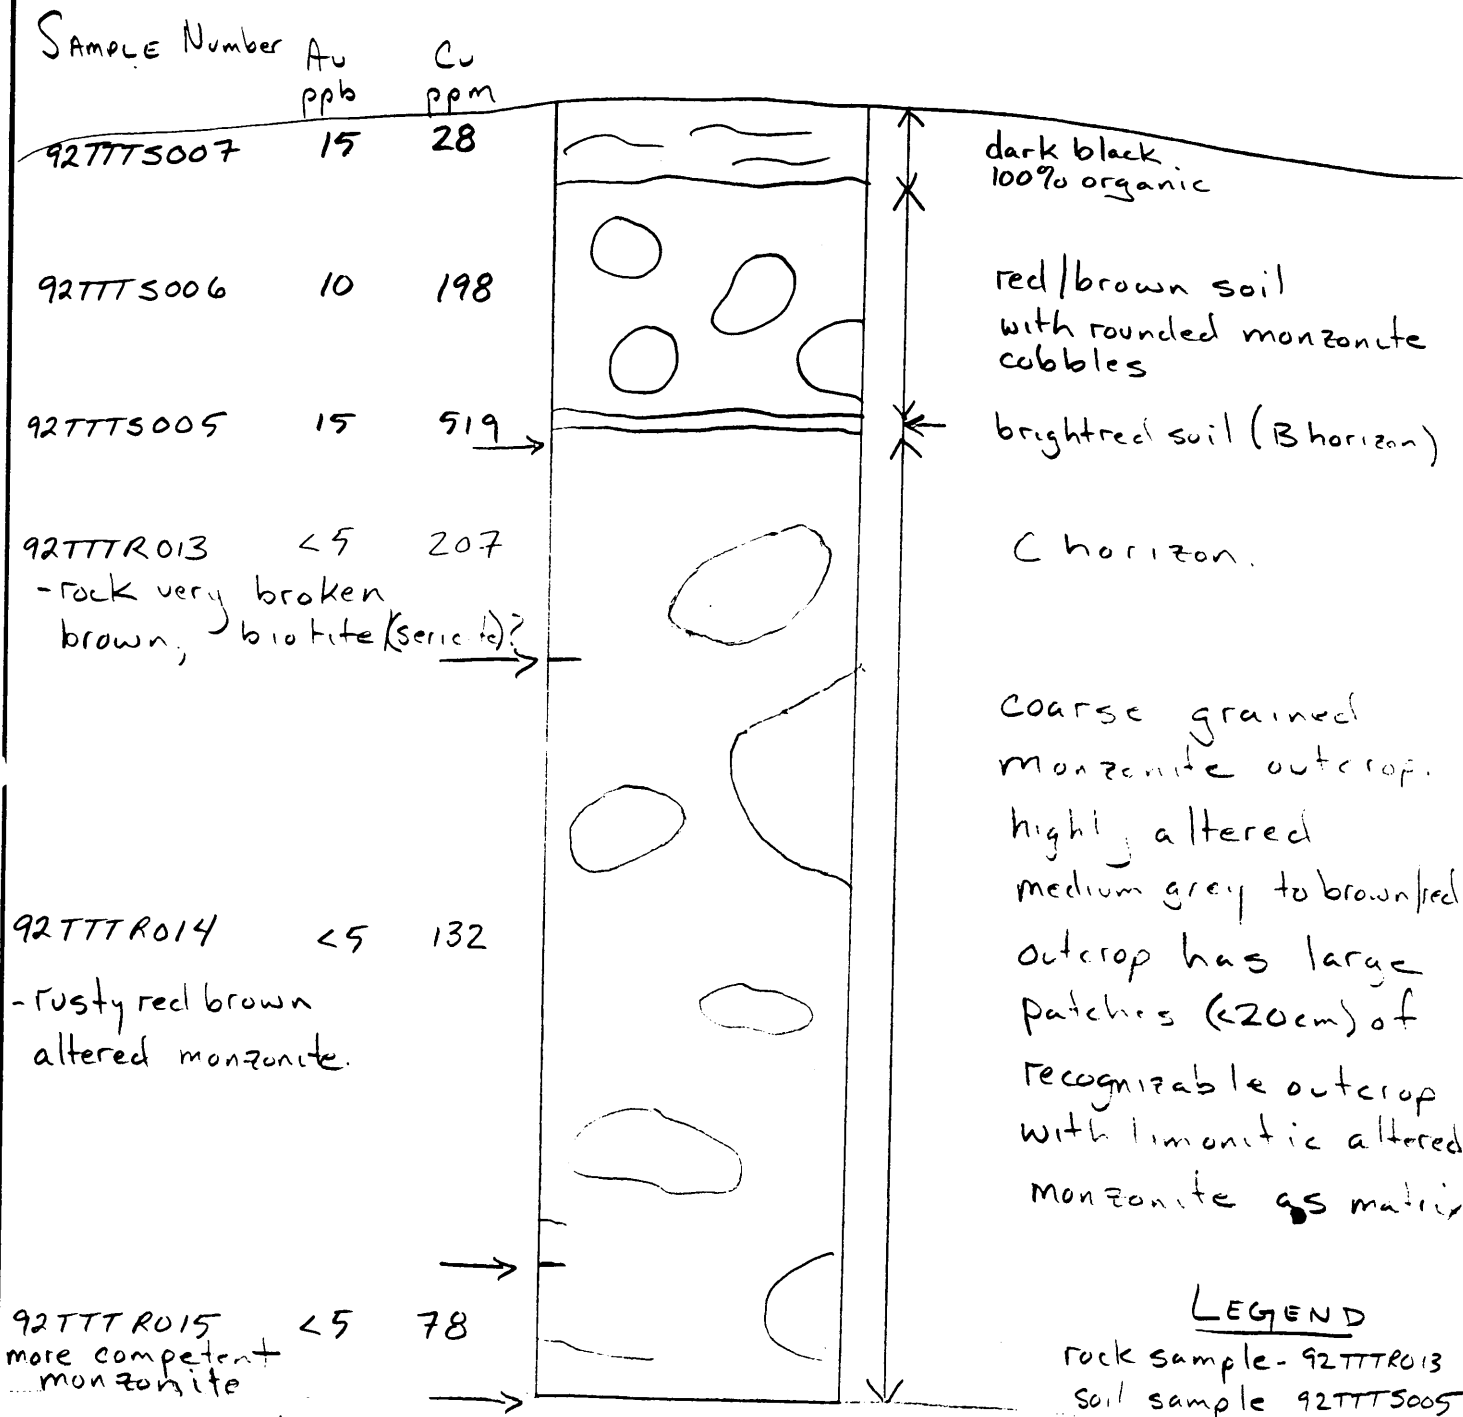 SAMPLE Number Au Cu
ppb ppm
92TTTS007 15 28
dark black
100% organic
92TTTS006 10 198
red/brown soil
with rounded monzonite
cobbles
92TTTS005 15 519
brightred soil (B horizon)
92TTTR013 <5 207
-rock very broken
brown, biotite (sericite)?
C horizon.
coarse grained
monzonite outcrop.
highly altered
medium grey to brown/red
outcrop has large
patches (<20cm) of
recognizable outcrop
with limonitic altered
monzonite as matrix
92TTTR014 <5 132
-rusty red brown
altered monzonite.
92TTTR015 <5 78
more competent
monzonite
LEGEND
rock sample - 92TTTR013
soil sample 92TTTS005